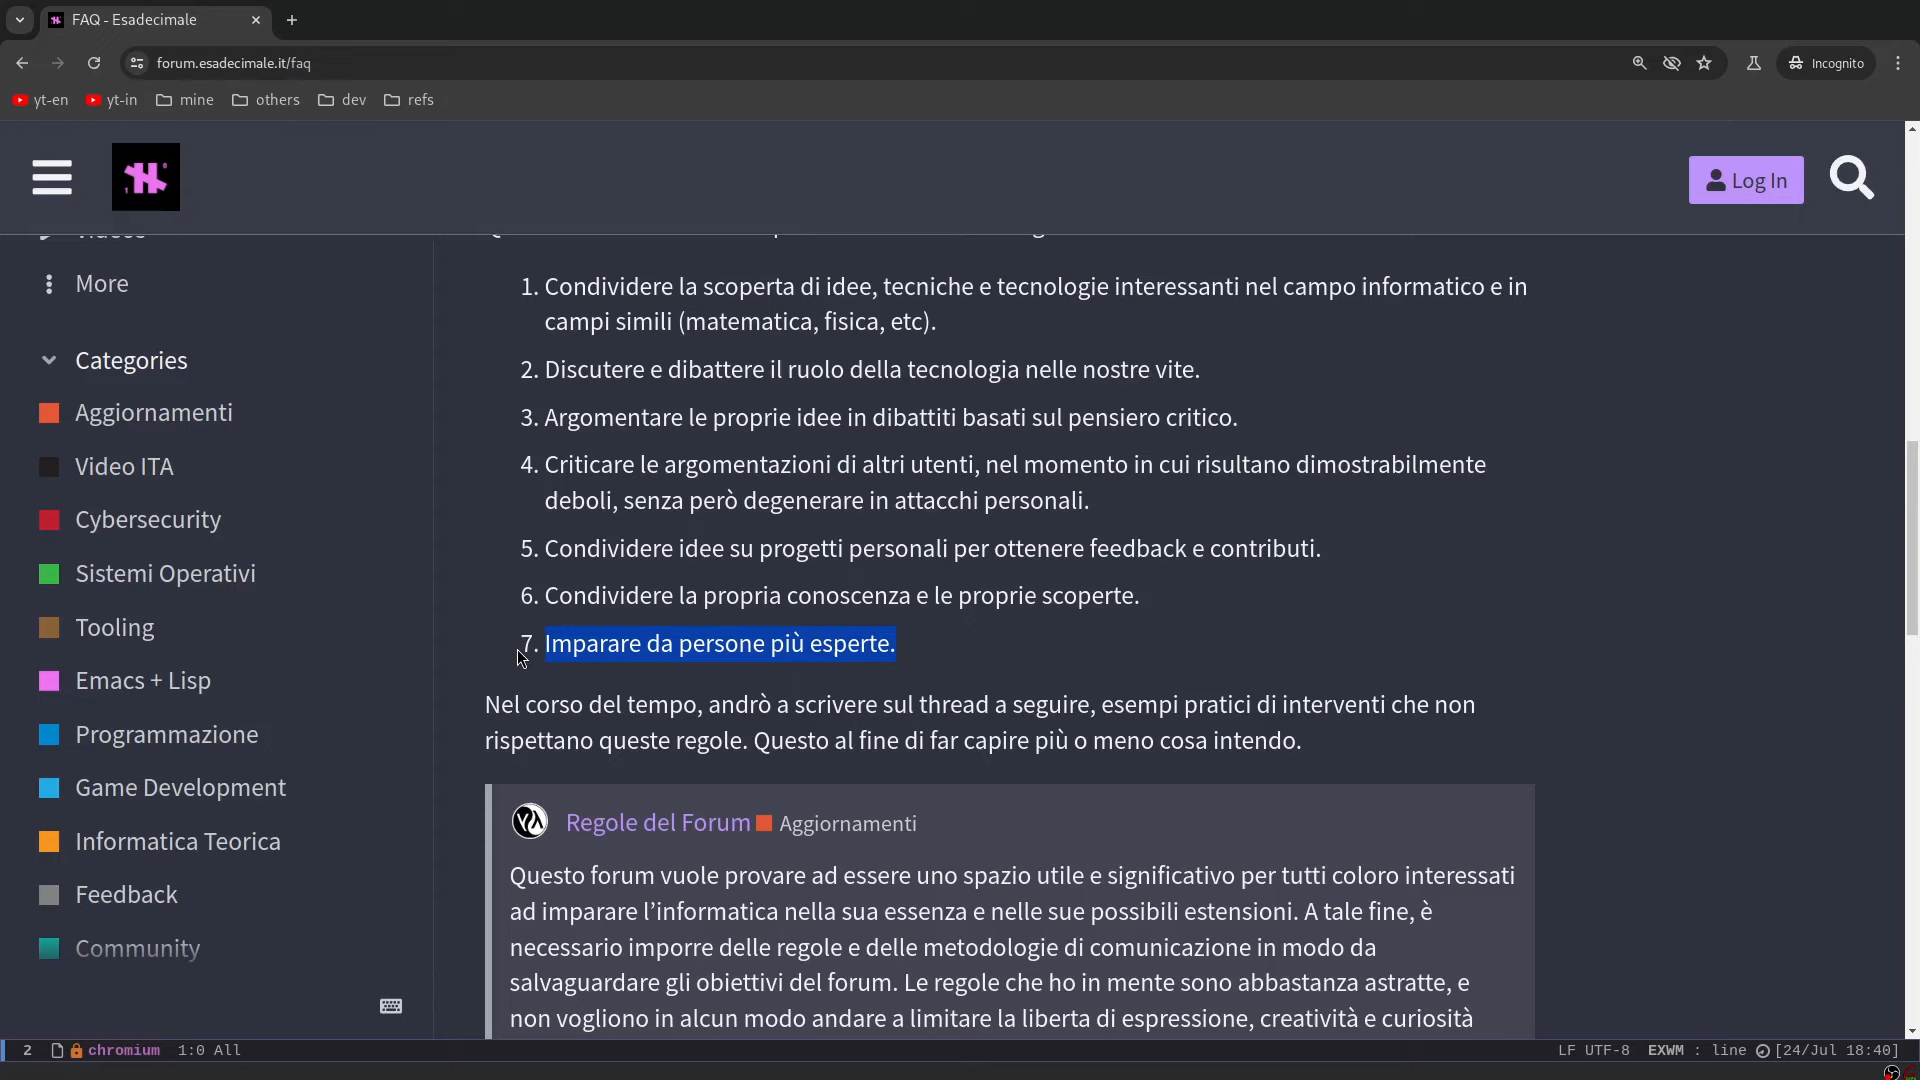 FAQ - Esadecimale
forum.esadecimale.it/faq
Incognito
yt-en
yt-in
mine
others
dev
refs
Log In
More
Categories
Aggiornamenti
Video ITA
Cybersecurity
Sistemi Operativi
Tooling
Emacs + Lisp
Programmazione
Game Development
Informatica Teorica
Feedback
Community
1. Condividere la scoperta di idee, tecniche e tecnologie interessanti nel campo informatico e in
campi simili (matematica, fisica, etc).
2. Discutere e dibattere il ruolo della tecnologia nelle nostre vite.
3. Argomentare le proprie idee in dibattiti basati sul pensiero critico.
4. Criticare le argomentazioni di altri utenti, nel momento in cui risultano dimostrabilmente
deboli, senza però degenerare in attacchi personali.
5. Condividere idee su progetti personali per ottenere feedback e contributi.
6. Condividere la propria conoscenza e le proprie scoperte.
7. Imparare da persone più esperte.
Nel corso del tempo, andrò a scrivere sul thread a seguire, esempi pratici di interventi che non
rispettano queste regole. Questo al fine di far capire più o meno cosa intendo.
Regole del Forum Aggiornamenti
Questo forum vuole provare ad essere uno spazio utile e significativo per tutti coloro interessati
ad imparare l’informatica nella sua essenza e nelle sue possibili estensioni. A tale fine, è
necessario imporre delle regole e delle metodologie di comunicazione in modo da
salvaguardare gli obiettivi del forum. Le regole che ho in mente sono abbastanza astratte, e
non vogliono in alcun modo andare a limitare la liberta di espressione, creatività e curiosità
2 chromium 1:0 All
LF UTF-8 EXWM : line [24/Jul 18:40]